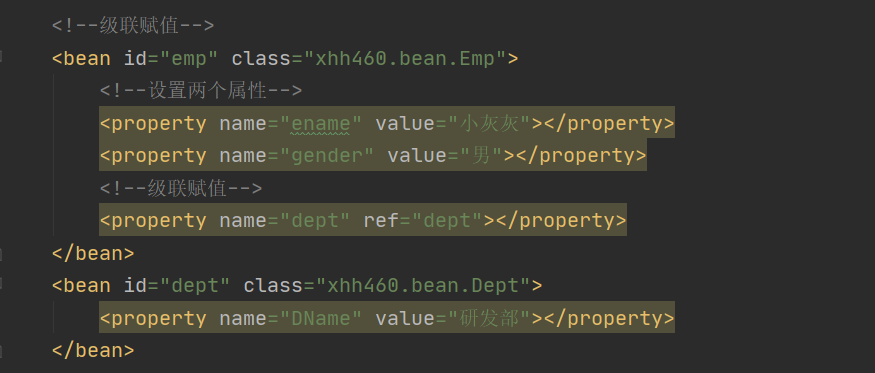 <!--级联赋值-->
<bean id="emp" class="xhh460.bean.Emp">
<!--设置两个属性-->
<property name="ename" value="小灰灰"></property>
<property name="gender" value="男"></property>
<!--级联赋值-->
<property name="dept" ref="dept"></property>
</bean>
<bean id="dept" class="xhh460.bean.Dept">
<property name="DName" value="研发部"></property>
</bean>